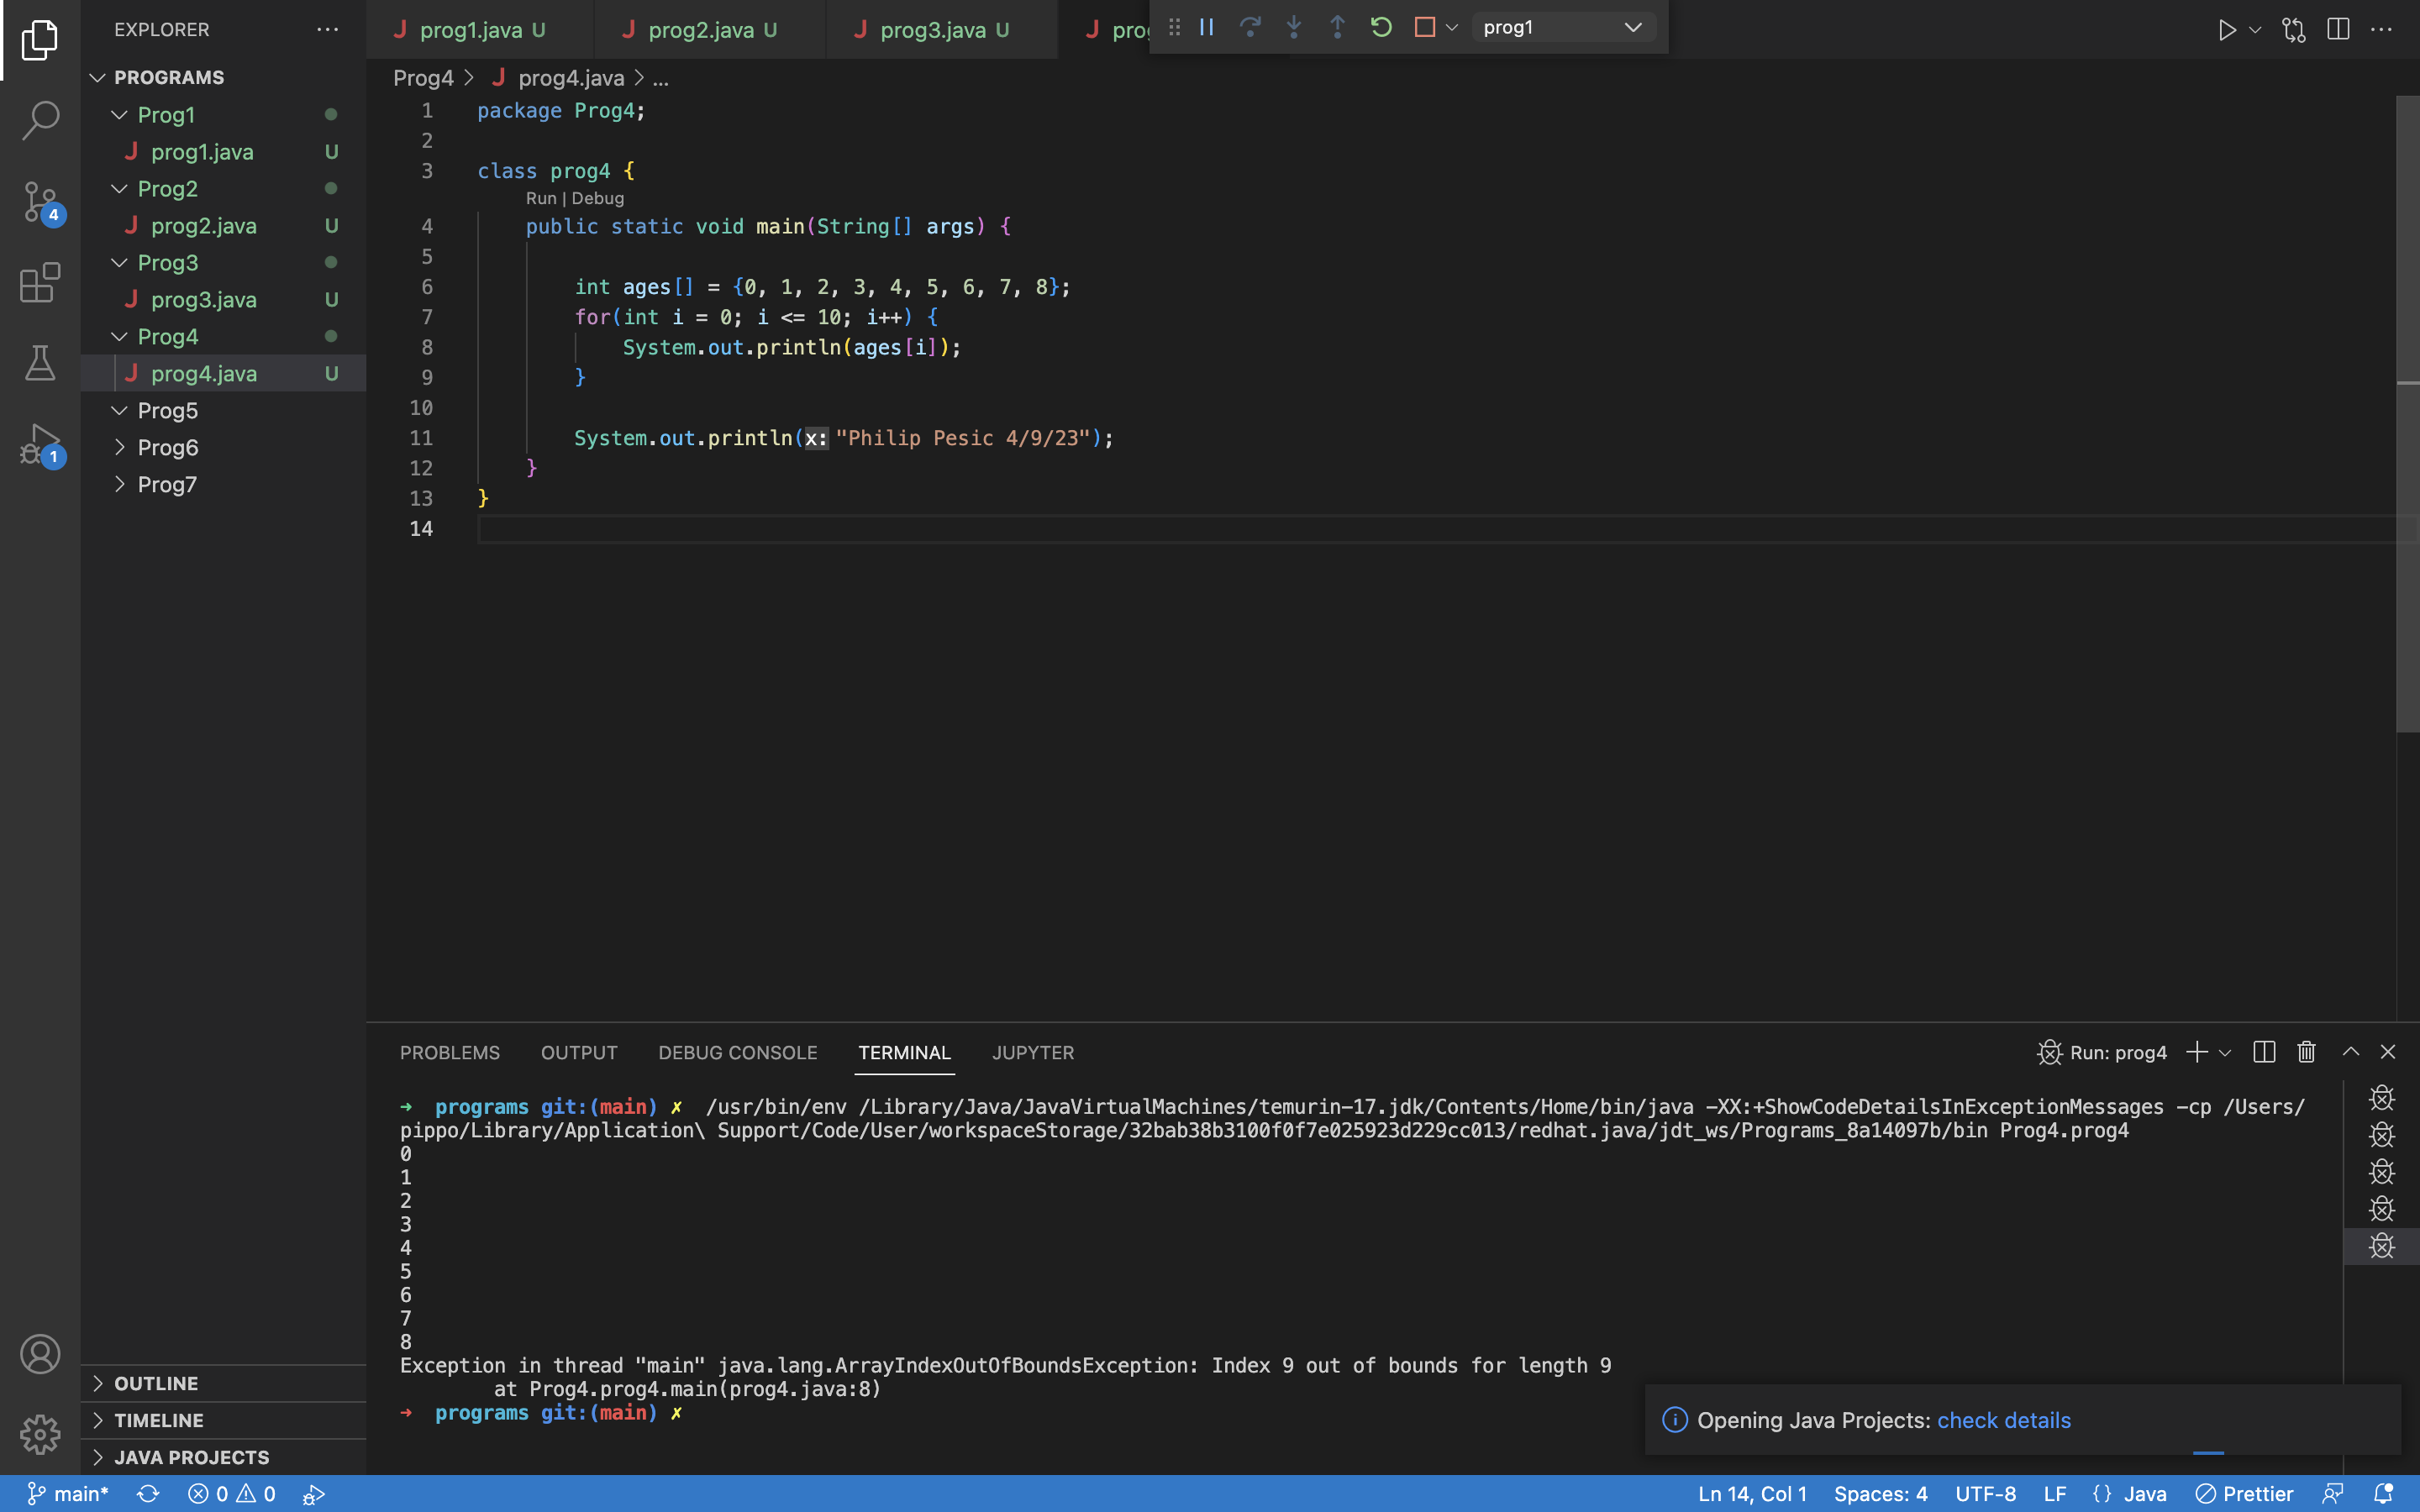 EXPLORER
PROGRAMS
Prog1
J prog1.java U
Prog2
J prog2.java U
Prog3
J prog3.java U
Prog4
J prog4.java U
Prog5
Prog6
Prog7
OUTLINE
TIMELINE
JAVA PROJECTS
4
1
J prog1.java U
J prog2.java U
J prog3.java U
J prog
prog1
Prog4 > J prog4.java > ...
1 package Prog4;
2
3 class prog4 {
Run | Debug
4 public static void main(String[] args) {
5
6 int ages[] = {0, 1, 2, 3, 4, 5, 6, 7, 8};
7 for(int i = 0; i <= 10; i++) {
8 System.out.println(ages[i]);
9 }
10
11 System.out.println(x: "Philip Pesic 4/9/23");
12 }
13 }
14
PROBLEMS OUTPUT DEBUG CONSOLE TERMINAL JUPYTER
Run: prog4
➜ programs git:(main) ✗ /usr/bin/env /Library/Java/JavaVirtualMachines/temurin-17.jdk/Contents/Home/bin/java -XX:+ShowCodeDetailsInExceptionMessages -cp /Users/
pippo/Library/Application\ Support/Code/User/workspaceStorage/32bab38b3100f0f7e025923d229cc013/redhat.java/jdt_ws/Programs_8a14097b/bin Prog4.prog4
0
1
2
3
4
5
6
7
8
Exception in thread "main" java.lang.ArrayIndexOutOfBoundsException: Index 9 out of bounds for length 9
at Prog4.prog4.main(prog4.java:8)
➜ programs git:(main) ✗
Opening Java Projects: check details
main* 0 0
Ln 14, Col 1 Spaces: 4 UTF-8 LF {} Java Prettier